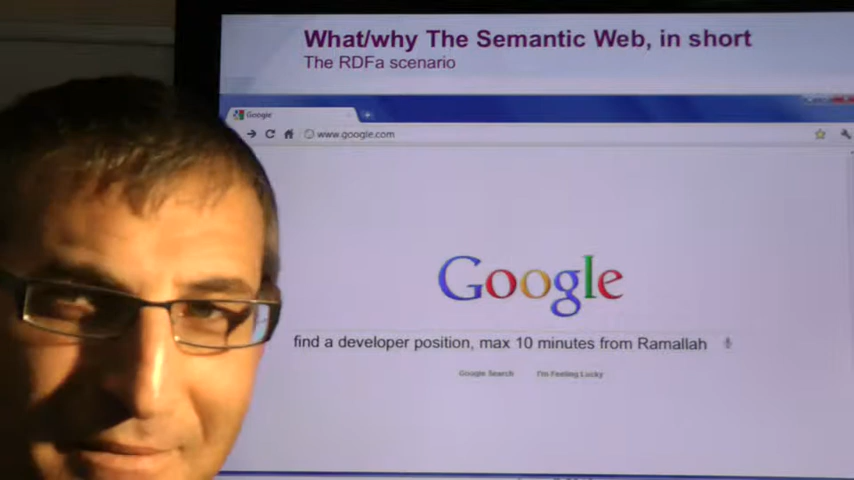 What/why The Semantic Web, in short
The RDFa scenario
Google
www.google.com
Google
find a developer position, max 10 minutes from Ramallah
Google Search I'm Feeling Lucky